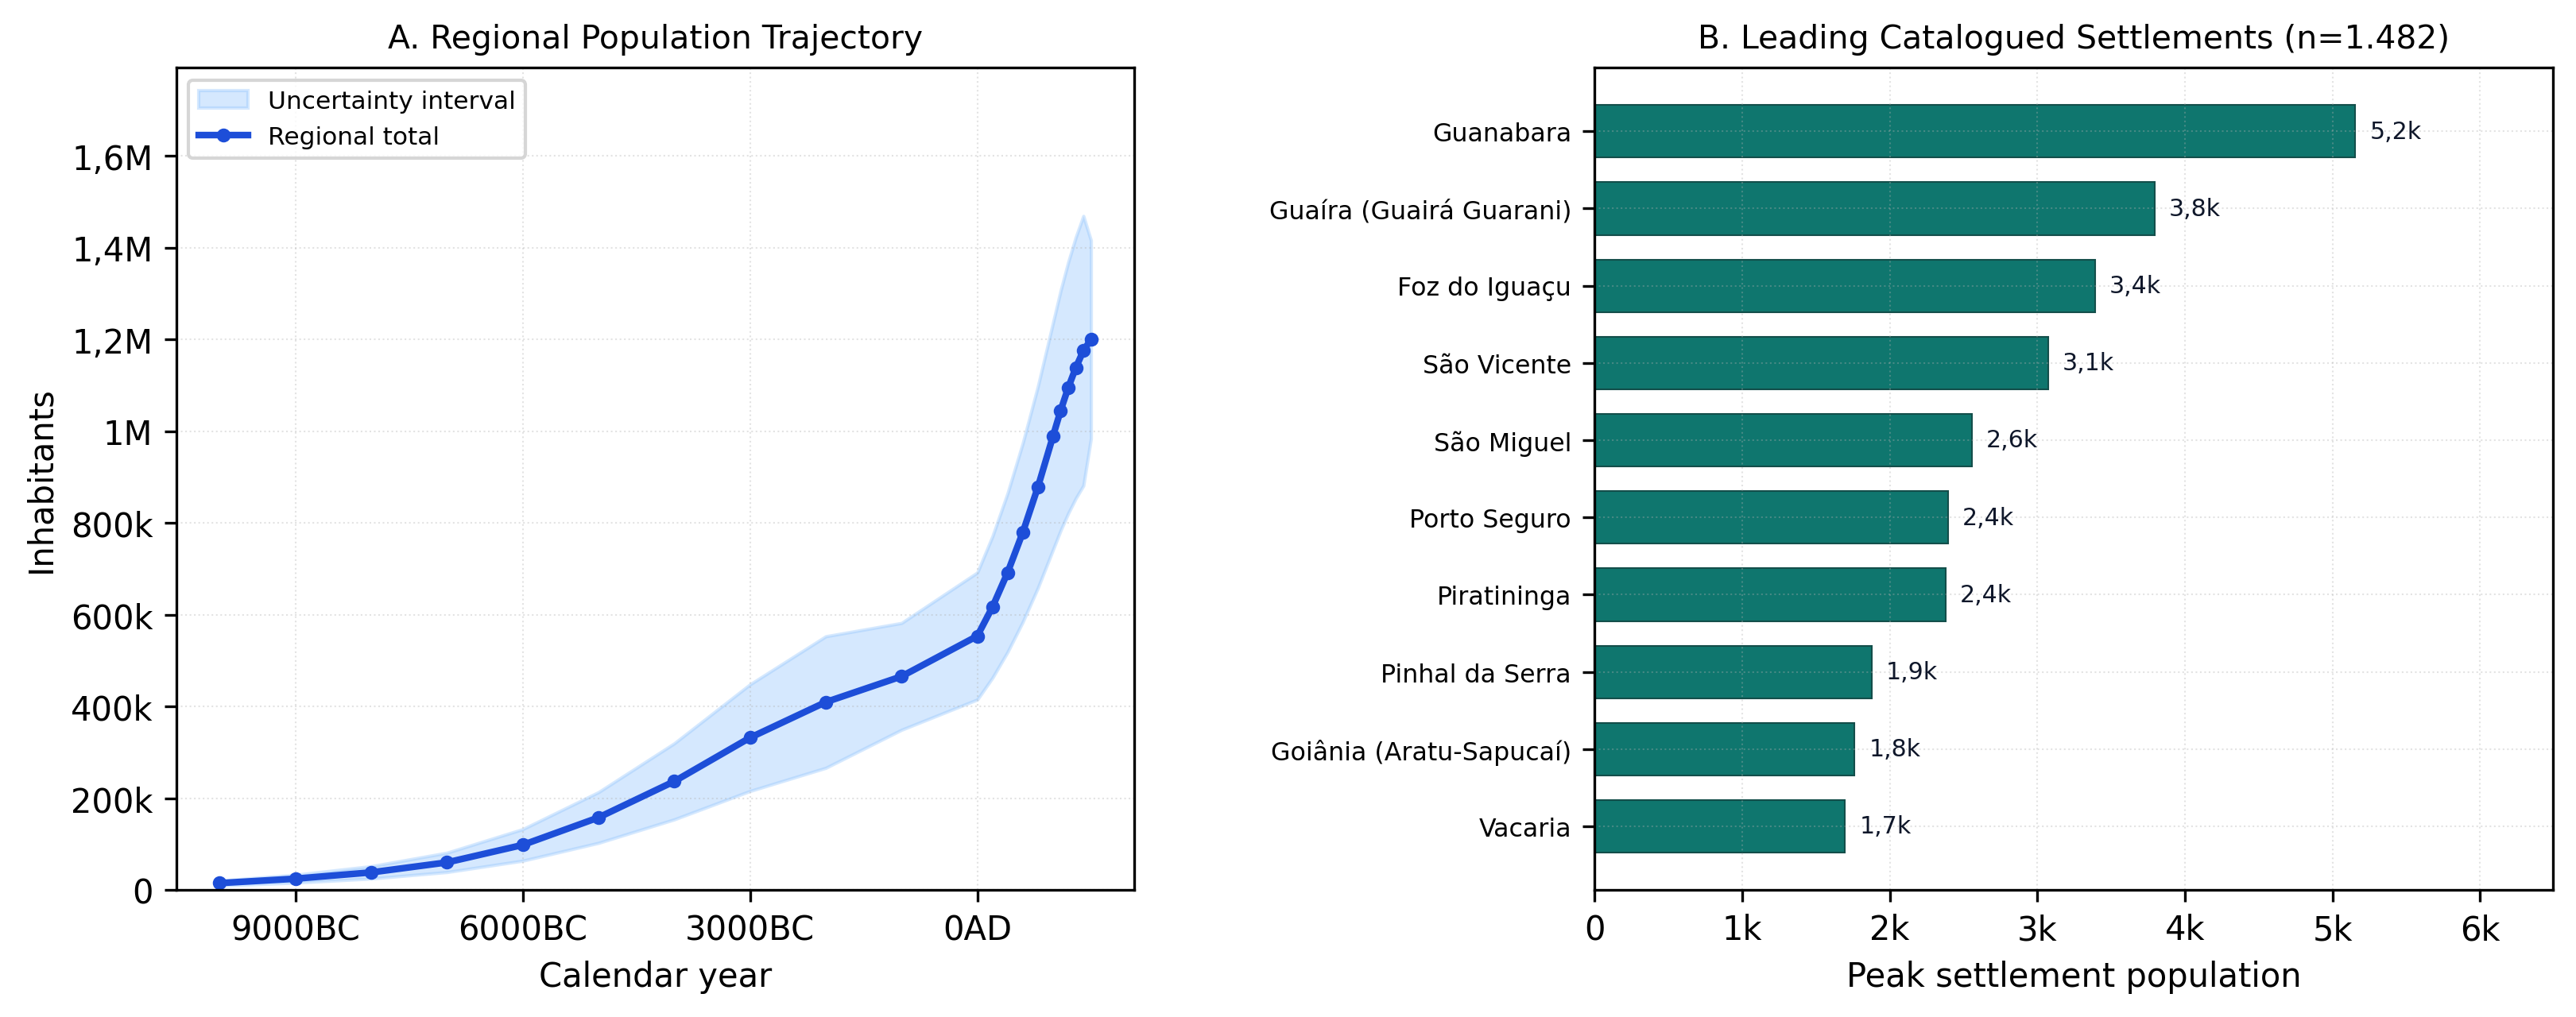 A. Regional Population Trajectory
Uncertainty interval
Regional total
1,6M
1,4M
1,2M
1M
800k
600k
400k
200k
0
Inhabitants
9000BC
6000BC
3000BC
0AD
Calendar year
B. Leading Catalogued Settlements (n=1.482)
Guanabara
5,2k
Guaíra (Guairá Guarani)
3,8k
Foz do Iguaçu
3,4k
São Vicente
3,1k
São Miguel
2,6k
Porto Seguro
2,4k
Piratininga
2,4k
Pinhal da Serra
1,9k
Goiânia (Aratu-Sapucaí)
1,8k
Vacaria
1,7k
0
1k
2k
3k
4k
5k
6k
Peak settlement population